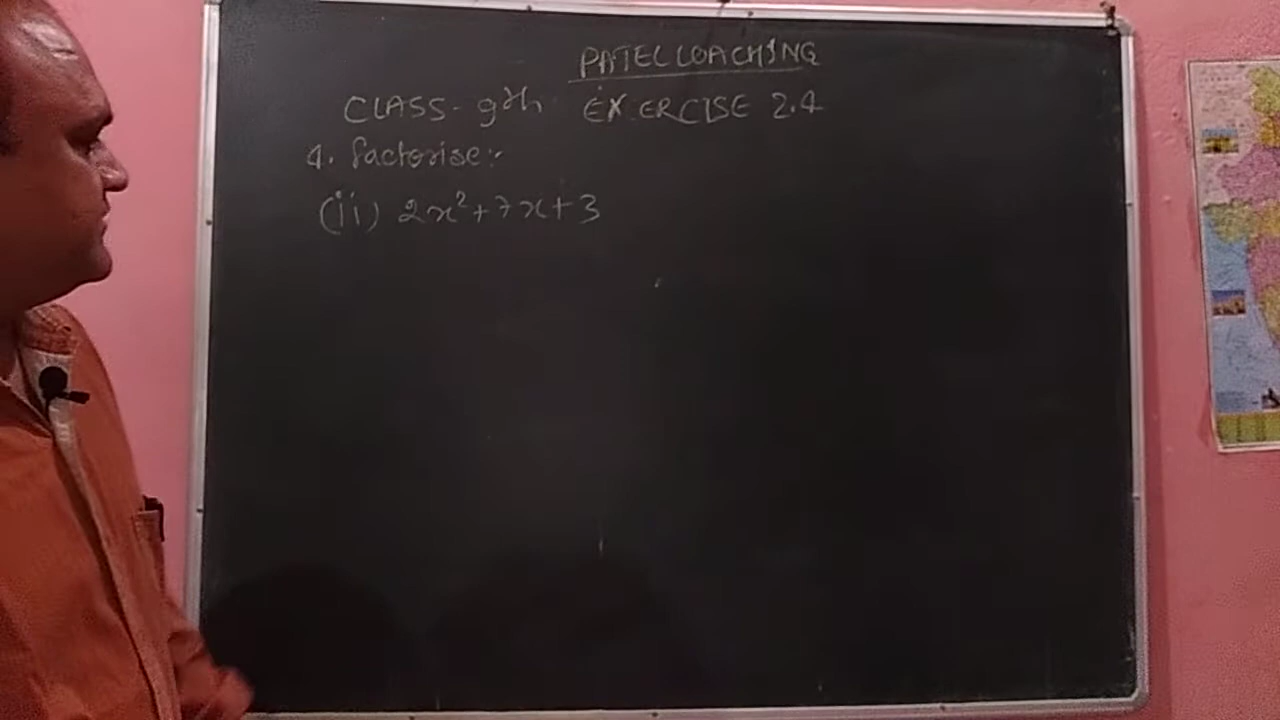 PATEL COACHING
CLASS - 9th EXERCISE 2.4
4. factorise:-
(ii) 2x²+7x+3